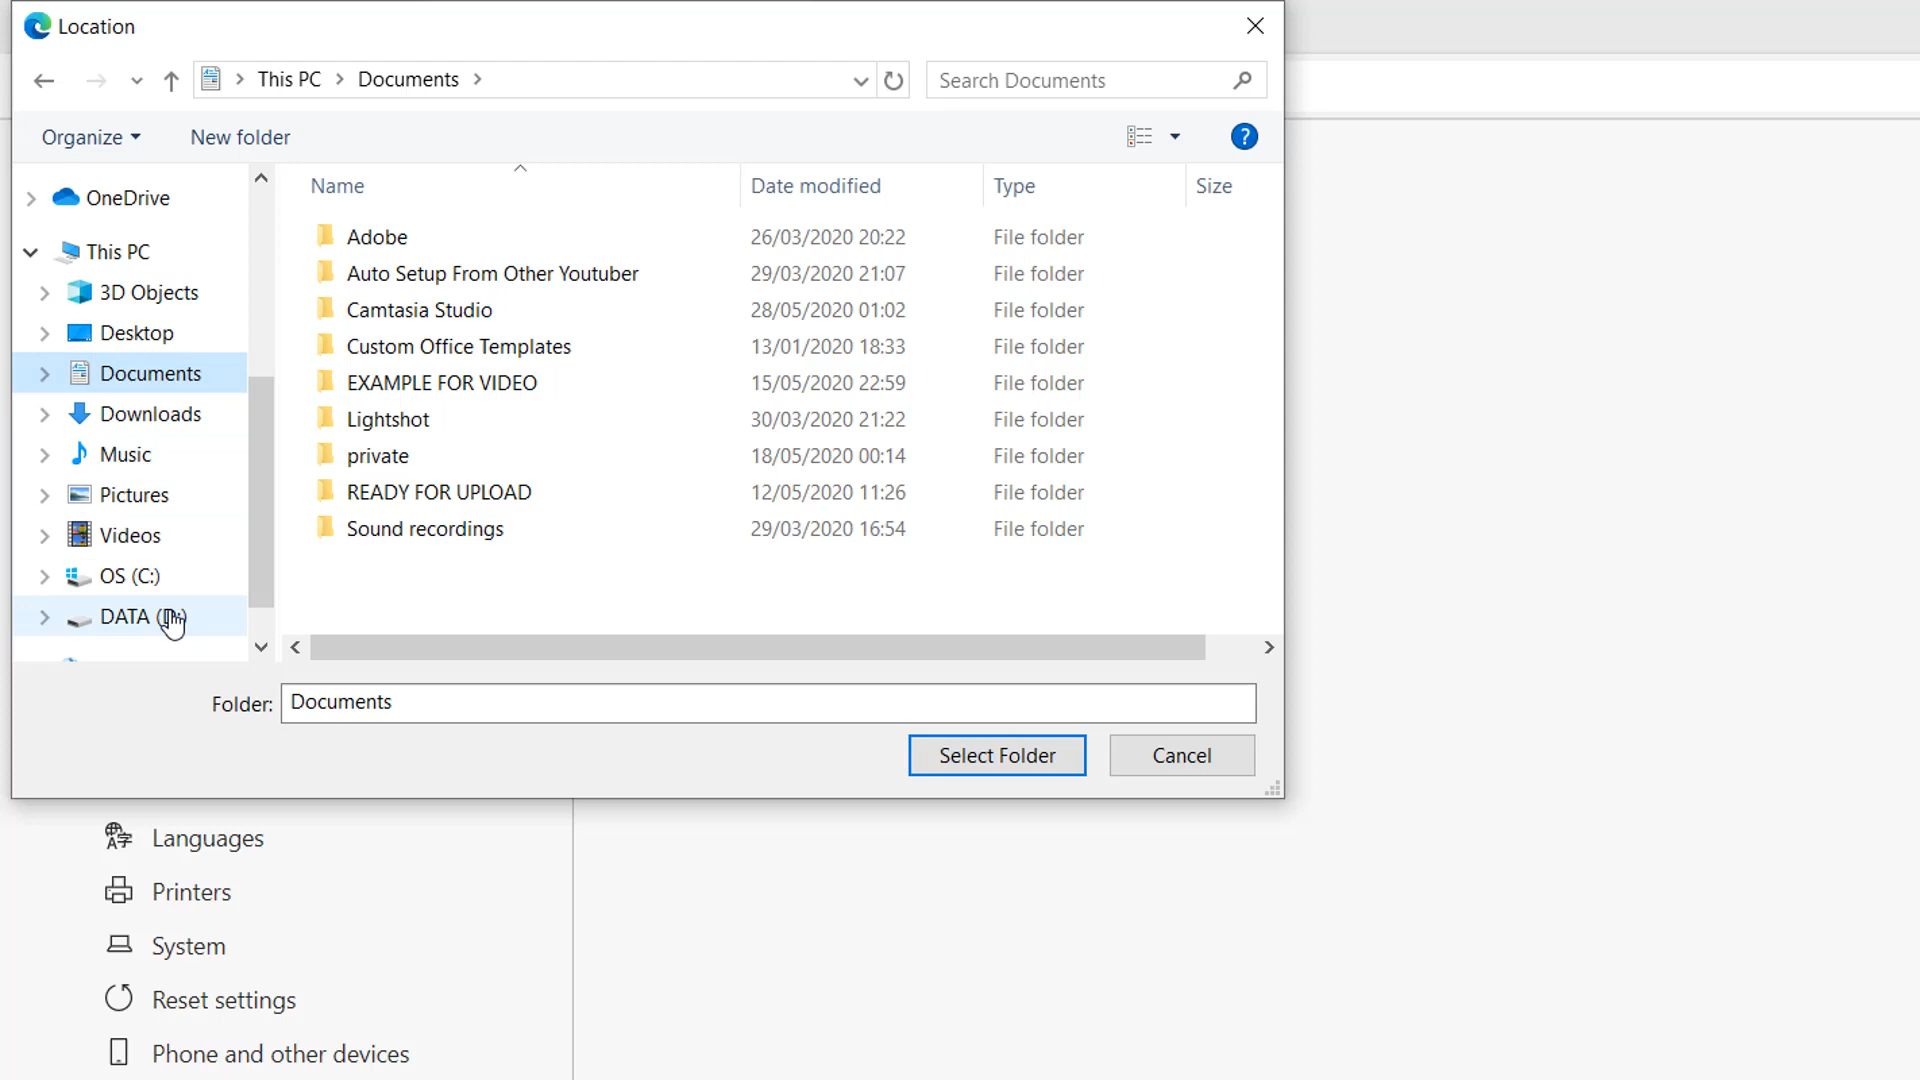 Location
This PC > Documents >
Search Documents
Organize
New folder
?
Name Date modified Type Size
OneDrive
This PC
3D Objects
Desktop
Documents
Downloads
Music
Pictures
Videos
OS (C:)
DATA
Adobe 26/03/2020 20:22 File folder
Auto Setup From Other Youtuber 29/03/2020 21:07 File folder
Camtasia Studio 28/05/2020 01:02 File folder
Custom Office Templates 13/01/2020 18:33 File folder
EXAMPLE FOR VIDEO 15/05/2020 22:59 File folder
Lightshot 30/03/2020 21:22 File folder
private 18/05/2020 00:14 File folder
READY FOR UPLOAD 12/05/2020 11:26 File folder
Sound recordings 29/03/2020 16:54 File folder
Folder: Documents
Select Folder
Cancel
Languages
Printers
System
Reset settings
Phone and other devices